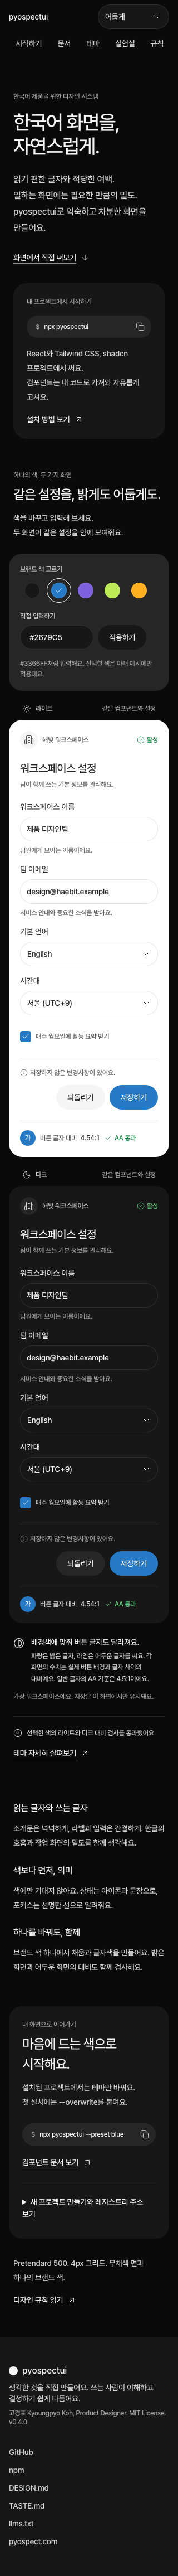 pyospectui
어둡게
시작하기 문서 테마 실험실 규칙
한국어 제품을 위한 디자인 시스템
한국어 화면을,
자연스럽게.
읽기 편한 글자와 적당한 여백.
일하는 화면에는 필요한 만큼의 밀도.
pyospectui로 익숙하고 차분한 화면을
만들어요.
화면에서 직접 써보기
내 프로젝트에서 시작하기
$ npx pyospectui
React와 Tailwind CSS, shadcn
프로젝트에서 써요.
컴포넌트는 내 코드로 가져와 자유롭게
고쳐요.
설치 방법 보기
하나의 색, 두 가지 화면
같은 설정을, 밝게도 어둡게도.
색을 바꾸고 입력해 보세요.
두 화면이 같은 설정을 함께 보여줘요.
브랜드 색 고르기
직접 입력하기
#2679C5
적용하기
#3366FF처럼 입력해요. 선택한 색은 아래 예시에만
적용돼요.
라이트
같은 컴포넌트와 설정
해빛 워크스페이스
활성
워크스페이스 설정
팀이 함께 쓰는 기본 정보를 관리해요.
워크스페이스 이름
제품 디자인팀
팀원에게 보이는 이름이에요.
팀 이메일
design@haebit.example
서비스 안내와 중요한 소식을 받아요.
기본 언어
English
시간대
서울 (UTC+9)
매주 월요일에 활동 요약 받기
저장하지 않은 변경사항이 있어요.
되돌리기
저장하기
가 버튼 글자 대비 4.54:1 AA 통과
다크
같은 컴포넌트와 설정
해빛 워크스페이스
활성
워크스페이스 설정
팀이 함께 쓰는 기본 정보를 관리해요.
워크스페이스 이름
제품 디자인팀
팀원에게 보이는 이름이에요.
팀 이메일
design@haebit.example
서비스 안내와 중요한 소식을 받아요.
기본 언어
English
시간대
서울 (UTC+9)
매주 월요일에 활동 요약 받기
저장하지 않은 변경사항이 있어요.
되돌리기
저장하기
가 버튼 글자 대비 4.54:1 AA 통과
배경색에 맞춰 버튼 글자도 달라져요.
파랑은 밝은 글자, 라임은 어두운 글자를 써요. 각
화면의 수치는 실제 버튼 배경과 글자 사이의
대비예요. 일반 글자의 AA 기준은 4.5:1이에요.
가상 워크스페이스예요. 저장은 이 화면에서만 유지돼요.
선택한 색의 라이트와 다크 대비 검사를 통과했어요.
테마 자세히 살펴보기
읽는 글자와 쓰는 글자
소개문은 넉넉하게, 라벨과 입력은 간결하게. 한글의
호흡과 작업 화면의 밀도를 함께 생각해요.
색보다 먼저, 의미
색에만 기대지 않아요. 상태는 아이콘과 문장으로,
포커스는 선명한 선으로 알려줘요.
하나를 바꿔도, 함께
브랜드 색 하나에서 채움과 글자색을 만들어요. 밝은
화면과 어두운 화면의 대비도 함께 검사해요.
내 화면으로 이어가기
마음에 드는 색으로
시작해요.
설치된 프로젝트에서는 테마만 바꿔요.
첫 설치에는 --overwrite를 붙여요.
$ npx pyospectui --preset blue
컴포넌트 문서 보기
새 프로젝트 만들기와 레지스트리 주소
보기
Pretendard 500. 4px 그리드. 무채색 면과
하나의 브랜드 색.
디자인 규칙 읽기
pyospectui
생각한 것을 직접 만들어요. 쓰는 사람이 이해하고
결정하기 쉽게 다듬어요.
고경표 Kyoungpyo Koh, Product Designer. MIT License.
v0.4.0
GitHub
npm
DESIGN.md
TASTE.md
llms.txt
pyospect.com